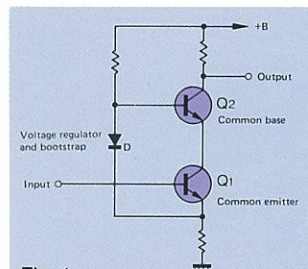 +B
Output
Q2
Common base
Voltage regulator
and bootstrap
D
Input
Q1
Common emitter